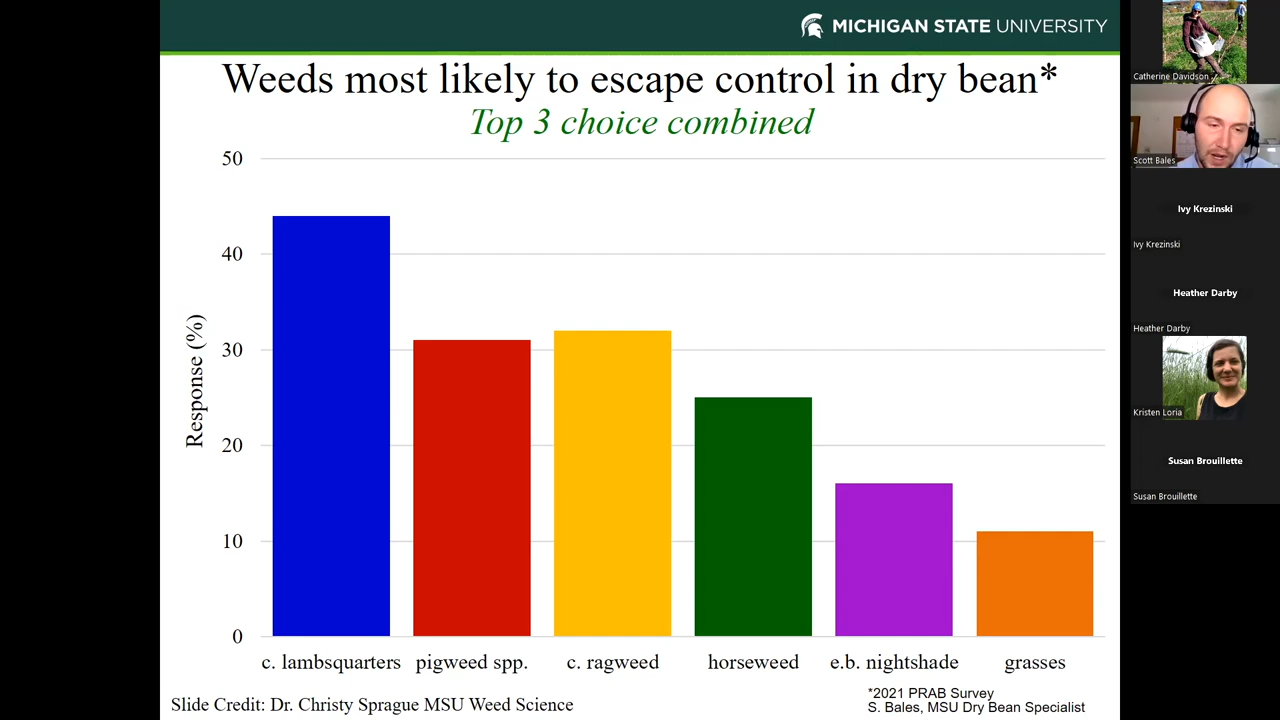 MICHIGAN STATE UNIVERSITY
Weeds most likely to escape control in dry bean*
Top 3 choice combined
50
40
30
20
10
0
Response (%)
c. lambsquarters
pigweed spp.
c. ragweed
horseweed
e.b. nightshade
grasses
Slide Credit: Dr. Christy Sprague MSU Weed Science
*2021 PRAB Survey
S. Bales, MSU Dry Bean Specialist
Catherine Davidson
Scott Bales
Ivy Krezinski
Ivy Krezinski
Heather Darby
Heather Darby
Kristen Loria
Susan Brouillette
Susan Brouillette